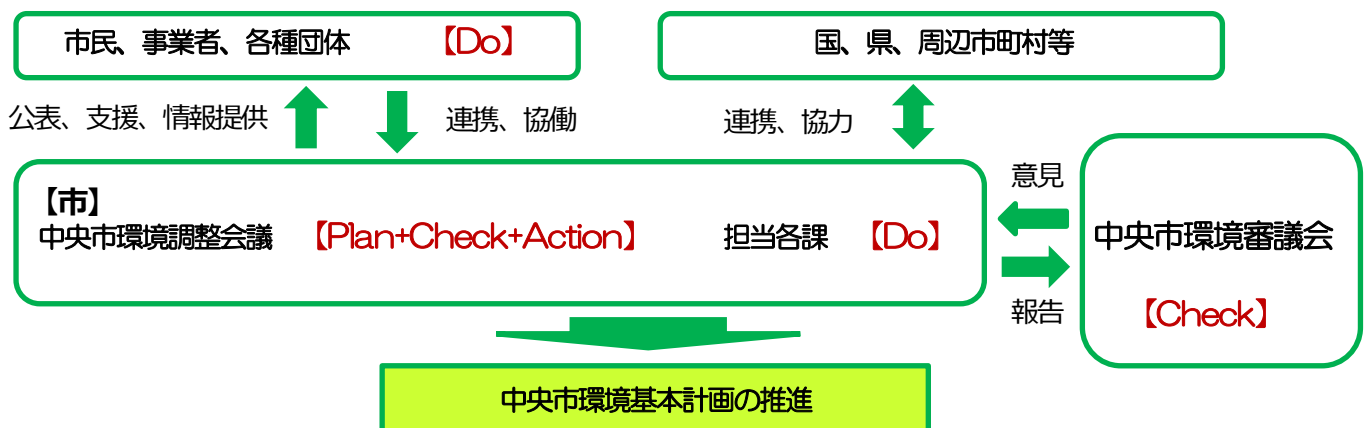 市民、事業者、各種団体 【Do】
国、県、周辺市町村等
公表、支援、情報提供
連携、協働
連携、協力
【市】
中央市環境調整会議 【Plan+Check+Action】 担当各課 【Do】
意見
中央市環境審議会
報告
【Check】
中央市環境基本計画の推進